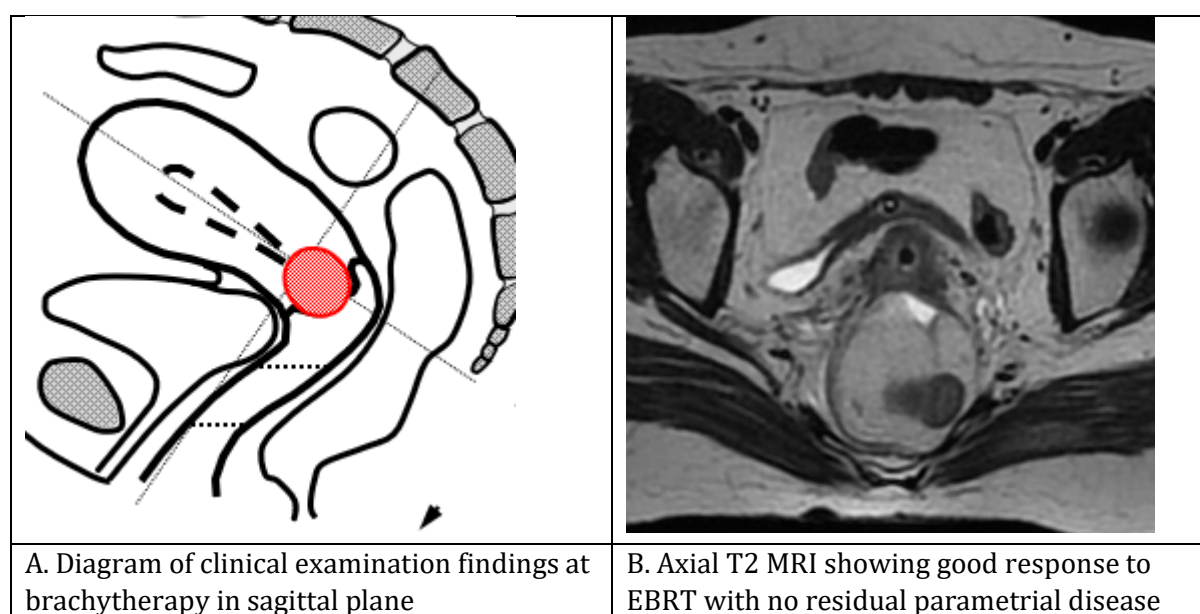 A. Diagram of clinical examination findings at
brachytherapy in sagittal plane
B. Axial T2 MRI showing good response to
EBRT with no residual parametrial disease